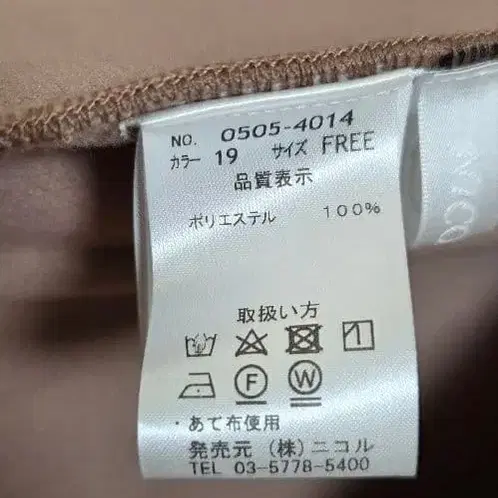 NO. 0505-4014
カラー 19 サイズ FREE
品質表示
ポリエステル 100%
取扱い方
F W
・あて布使用
発売元 (株)ニコル
TEL 03-5778-5400